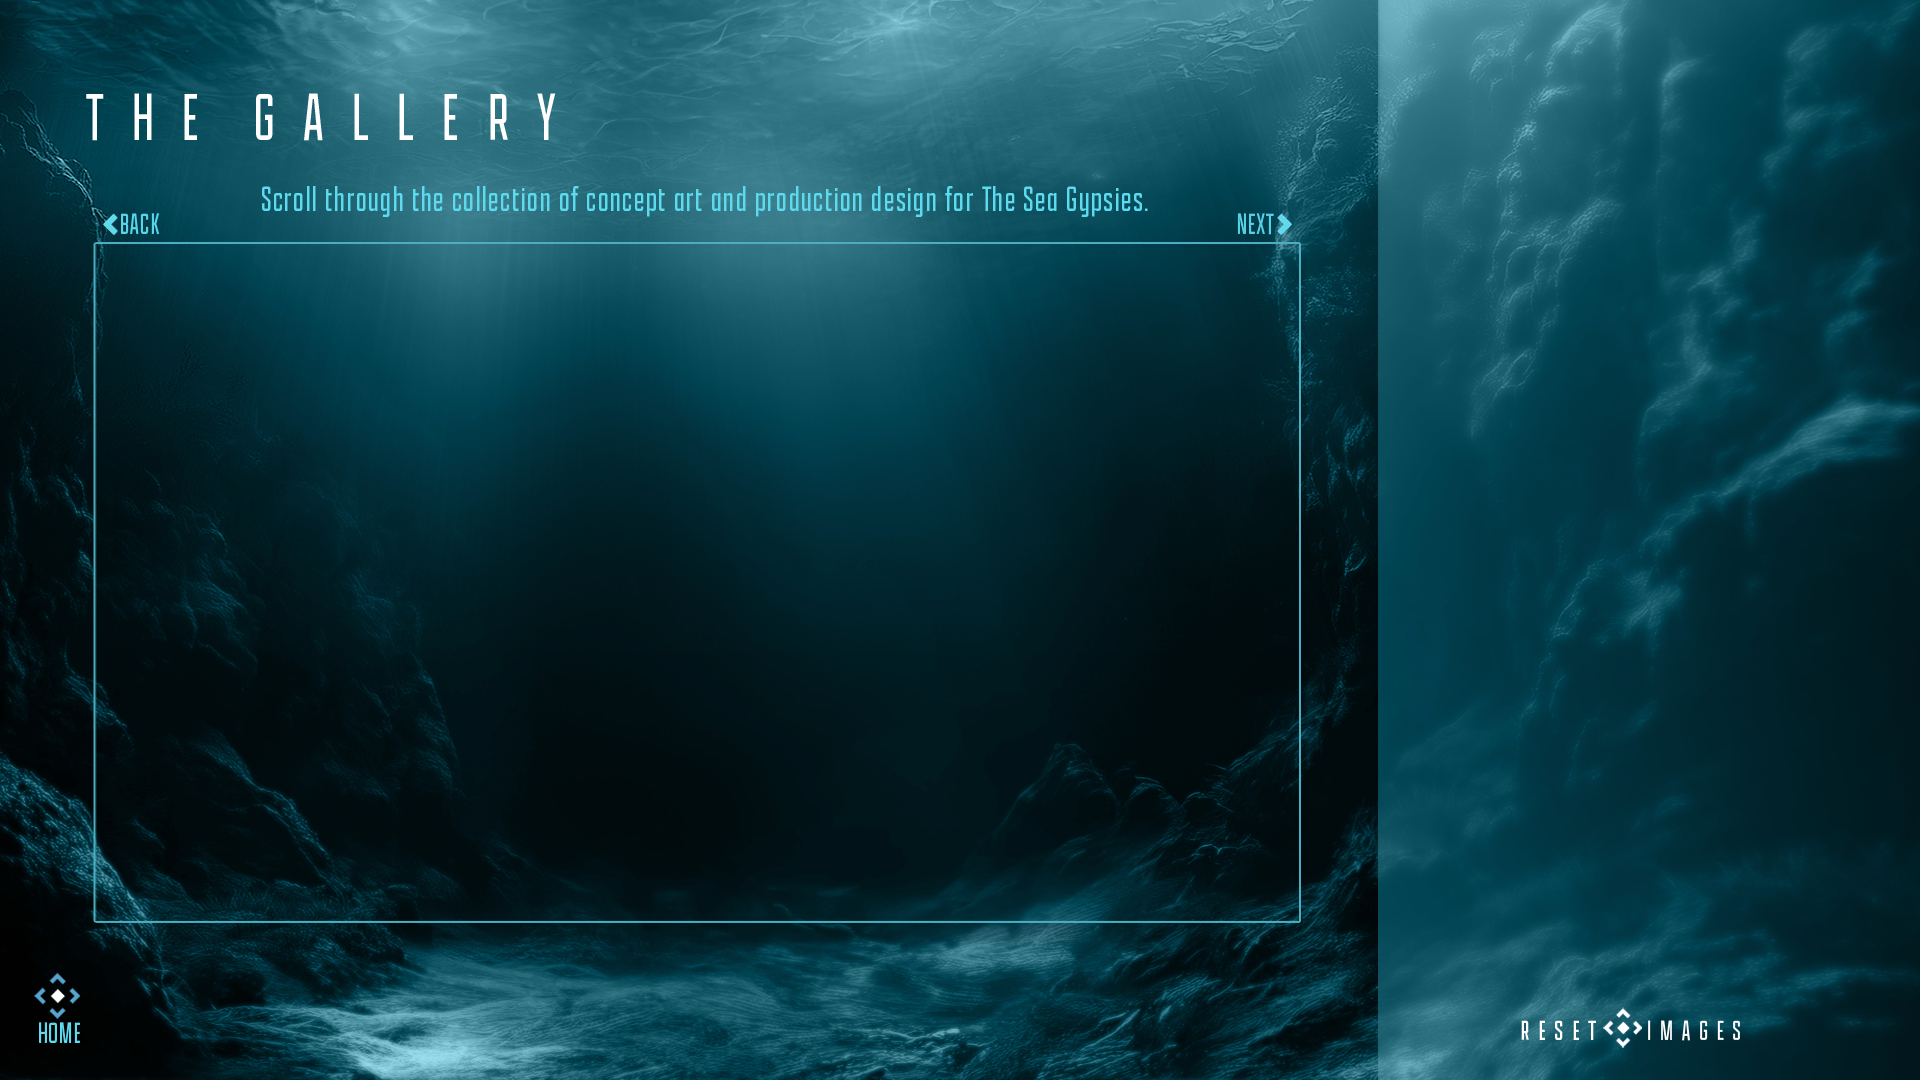 THE GALLERY
Scroll through the collection of concept art and production design for The Sea Gypsies.
BACK
NEXT
HOME
RESET IMAGES